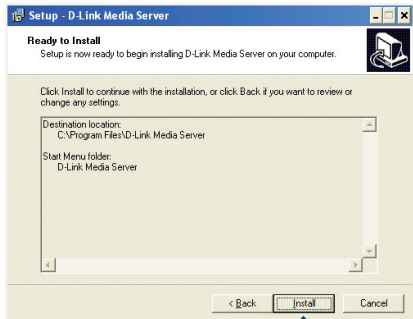 Setup - D-Link Media Server
Ready to Install
Setup is now ready to begin installing D-Link Media Server on your computer.
Click Install to continue with the installation, or click Back if you want to review or
change any settings.
Destination location:
C:\Program Files\D-Link Media Server
Start Menu folder:
D-Link Media Server
< Back
Install
Cancel